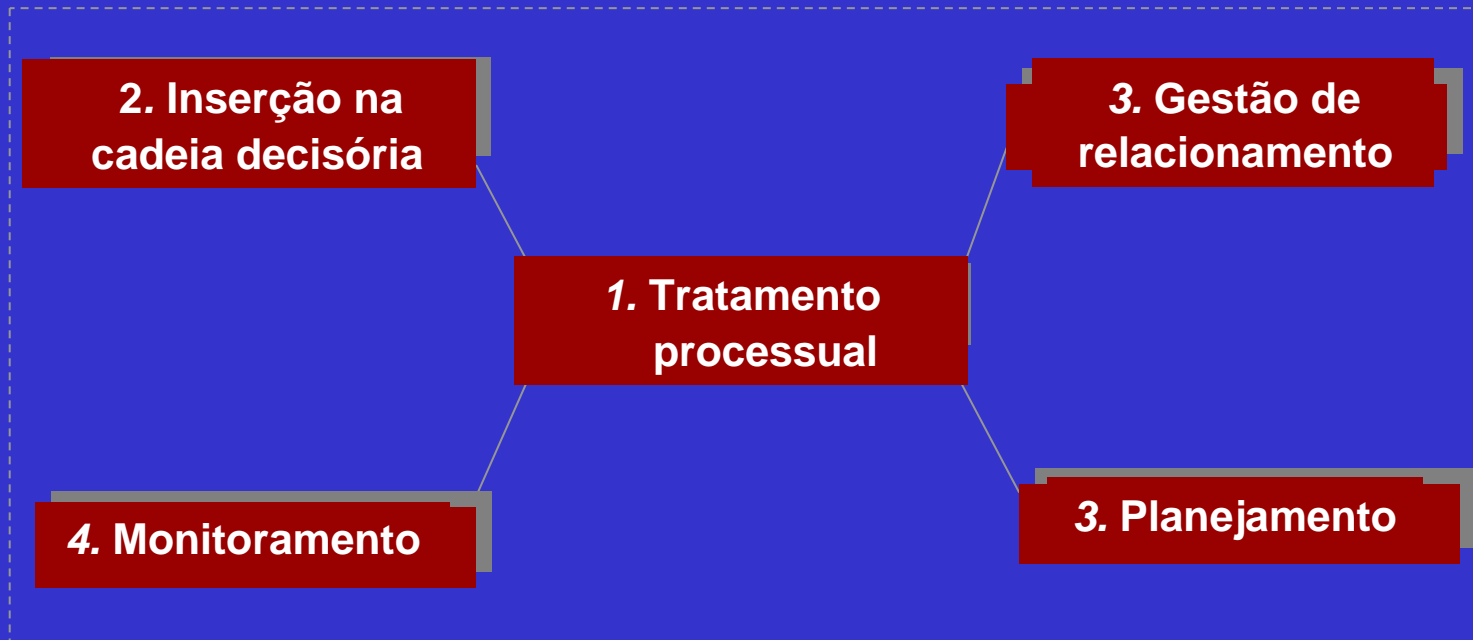 2. Inserção na
cadeia decisória
3. Gestão de
relacionamento
1. Tratamento
processual
4. Monitoramento
3. Planejamento